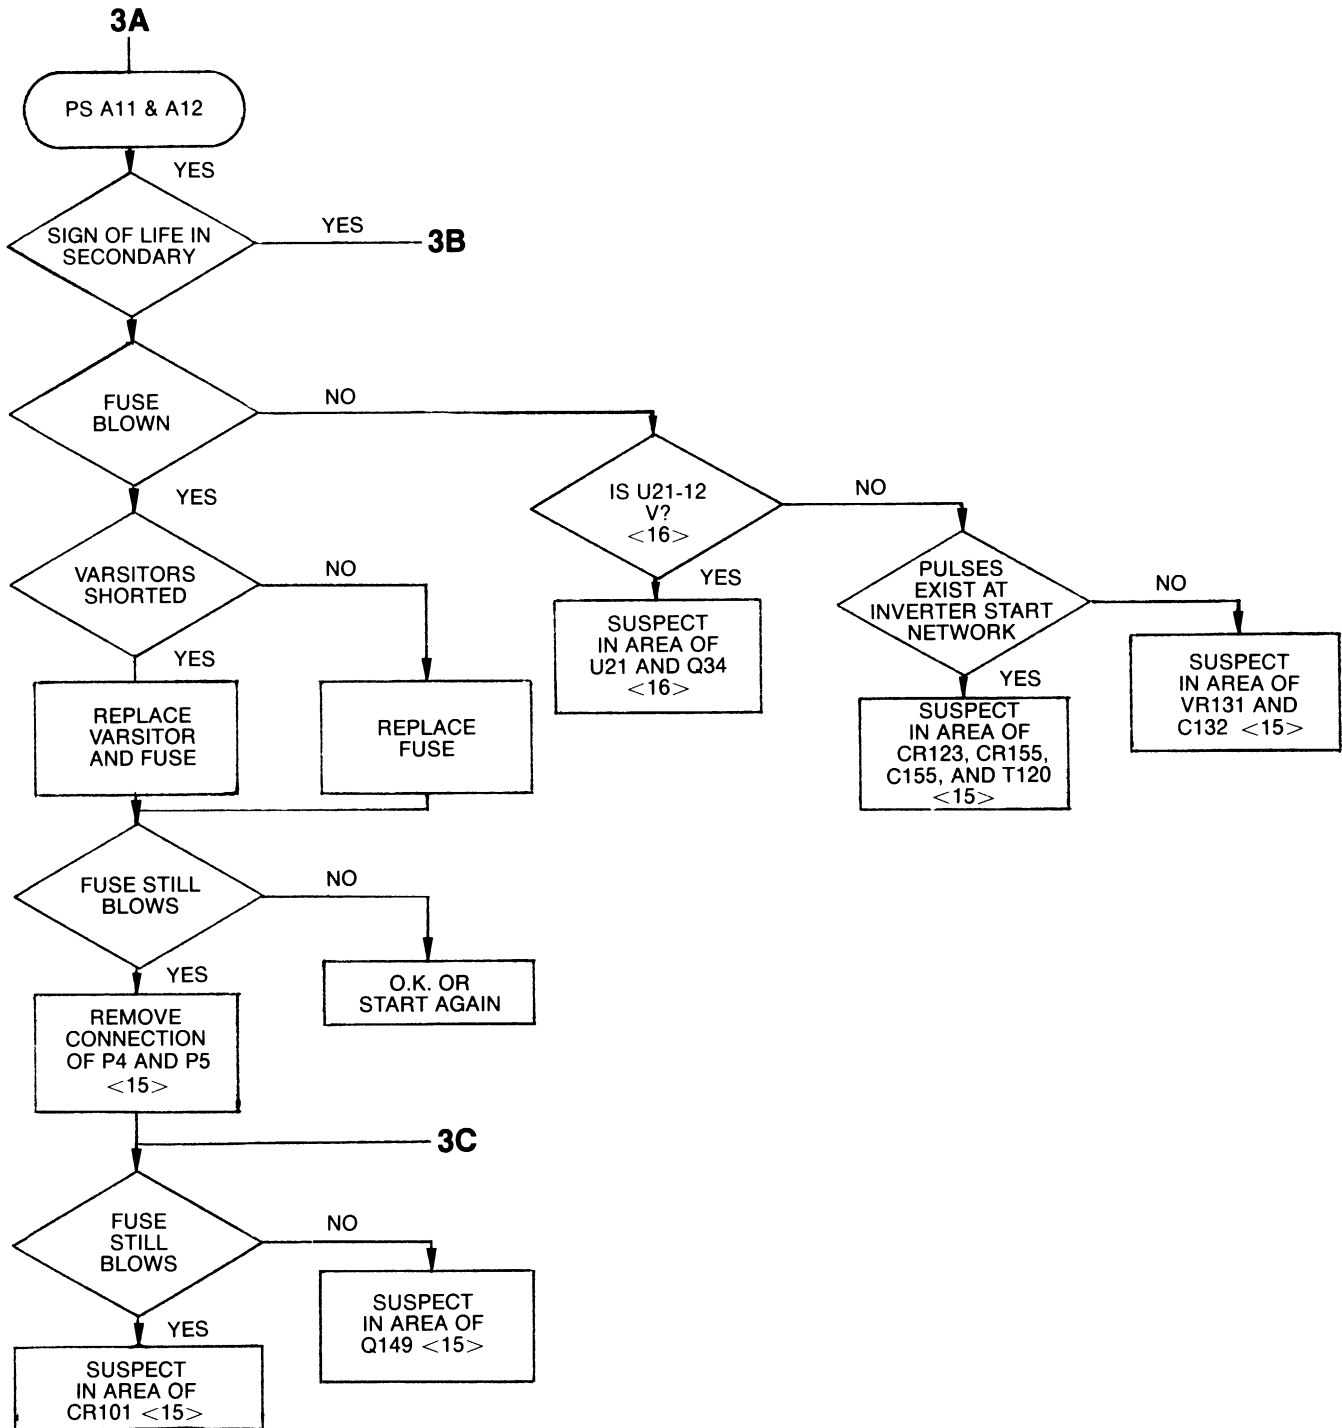 3A
PS A11 & A12
YES
SIGN OF LIFE IN
SECONDARY
YES
3B
FUSE
BLOWN
NO
YES
IS U21-12
V?
<16>
NO
YES
SUSPECT
IN AREA OF
U21 AND Q34
<16>
PULSES
EXIST AT
INVERTER START
NETWORK
NO
YES
SUSPECT
IN AREA OF
CR123, CR155,
C155, AND T120
<15>
SUSPECT
IN AREA OF
VR131 AND
C132 <15>
VARSITORS
SHORTED
NO
YES
REPLACE
VARSITOR
AND FUSE
REPLACE
FUSE
FUSE STILL
BLOWS
NO
YES
O.K. OR
START AGAIN
REMOVE
CONNECTION
OF P4 AND P5
<15>
3C
FUSE
STILL
BLOWS
NO
YES
SUSPECT
IN AREA OF
Q149 <15>
SUSPECT
IN AREA OF
CR101 <15>